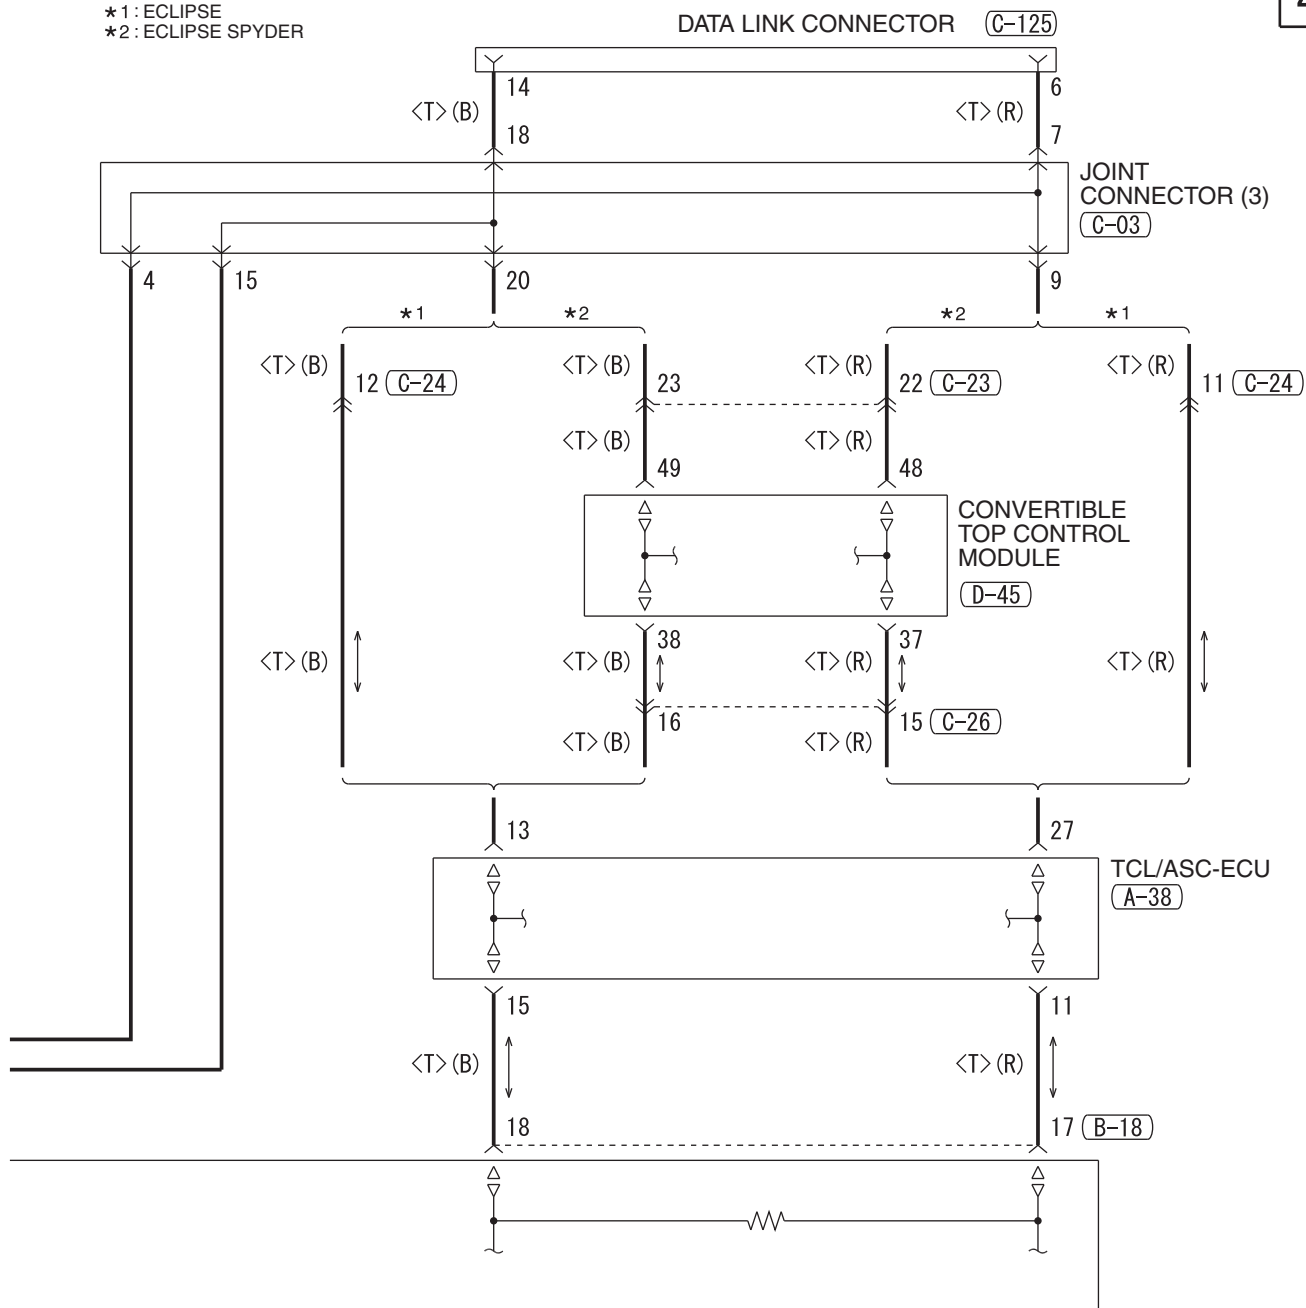 *1 : ECLIPSE
*2 : ECLIPSE SPYDER
DATA LINK CONNECTOR C-125
14 6
<T>(B) <T>(R)
18 7
JOINT
CONNECTOR (3)
C-03
4 15 20 9
*1 *2 *2 *1
<T>(B) <T>(B) <T>(R) <T>(R)
12 C-24 23 22 C-23 11 C-24
<T>(B) <T>(R)
49 48
CONVERTIBLE
TOP CONTROL
MODULE
D-45
38 37
<T>(B) <T>(B) <T>(R) <T>(R)
16 15 C-26
<T>(B) <T>(R)
13 27
TCL/ASC-ECU
A-38
15 11
<T>(B) <T>(R)
18 17 B-18